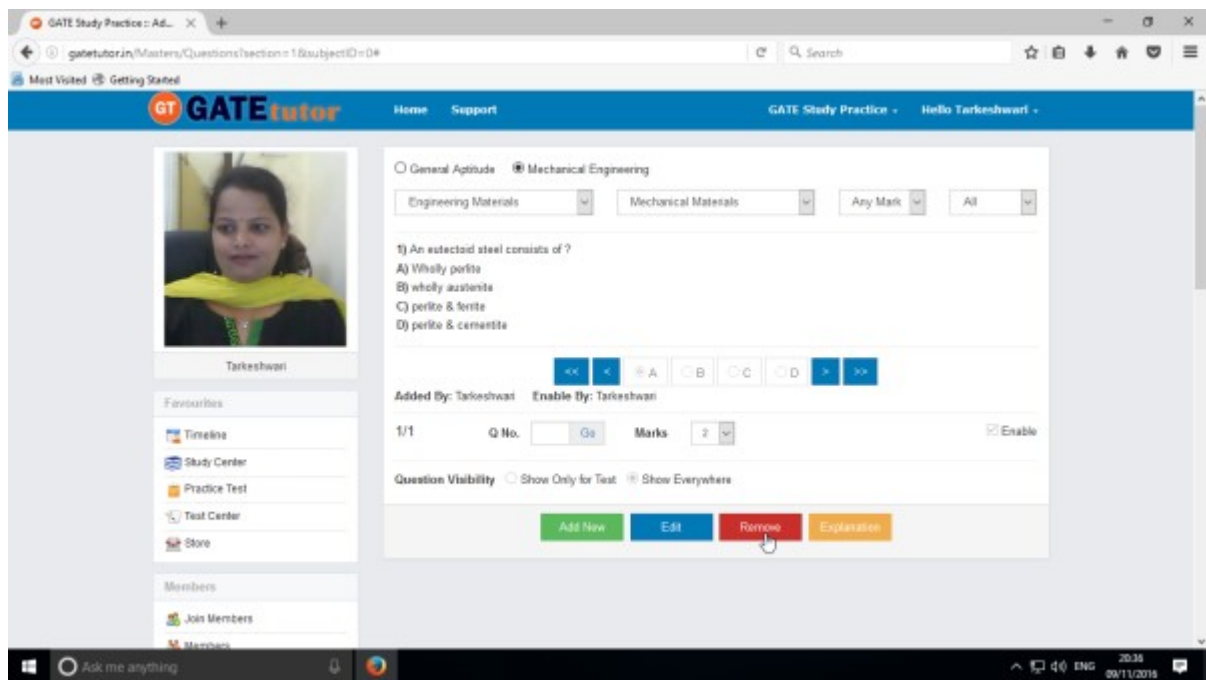 GATE Study Practice :: Ad...
gatetutor.in/Masters/Questions?section=1&subjectID=0#
Search
Most Visited Getting Started
GT GATEtutor Home Support GATE Study Practice Hello Tarkeshwari
General Aptitude Mechanical Engineering
Engineering Materials Mechanical Materials Any Mark All
1) An eutectoid steel consists of ?
A) Wholly perlite
B) wholly austenite
C) perlite & ferrite
D) perlite & cementite
<< < A B C D > >>
Tarkeshwari
Added By: Tarkeshwari Enable By: Tarkeshwari
Favourites
1/1 Q No. Go Marks 2 Enable
Timeline
Study Center
Question Visibility Show Only for Test Show Everywhere
Practice Test
Test Center
Add New Edit Remove Explanation
Store
Members
Join Members
Members
Ask me anything
ENG 20:36
09/11/2016